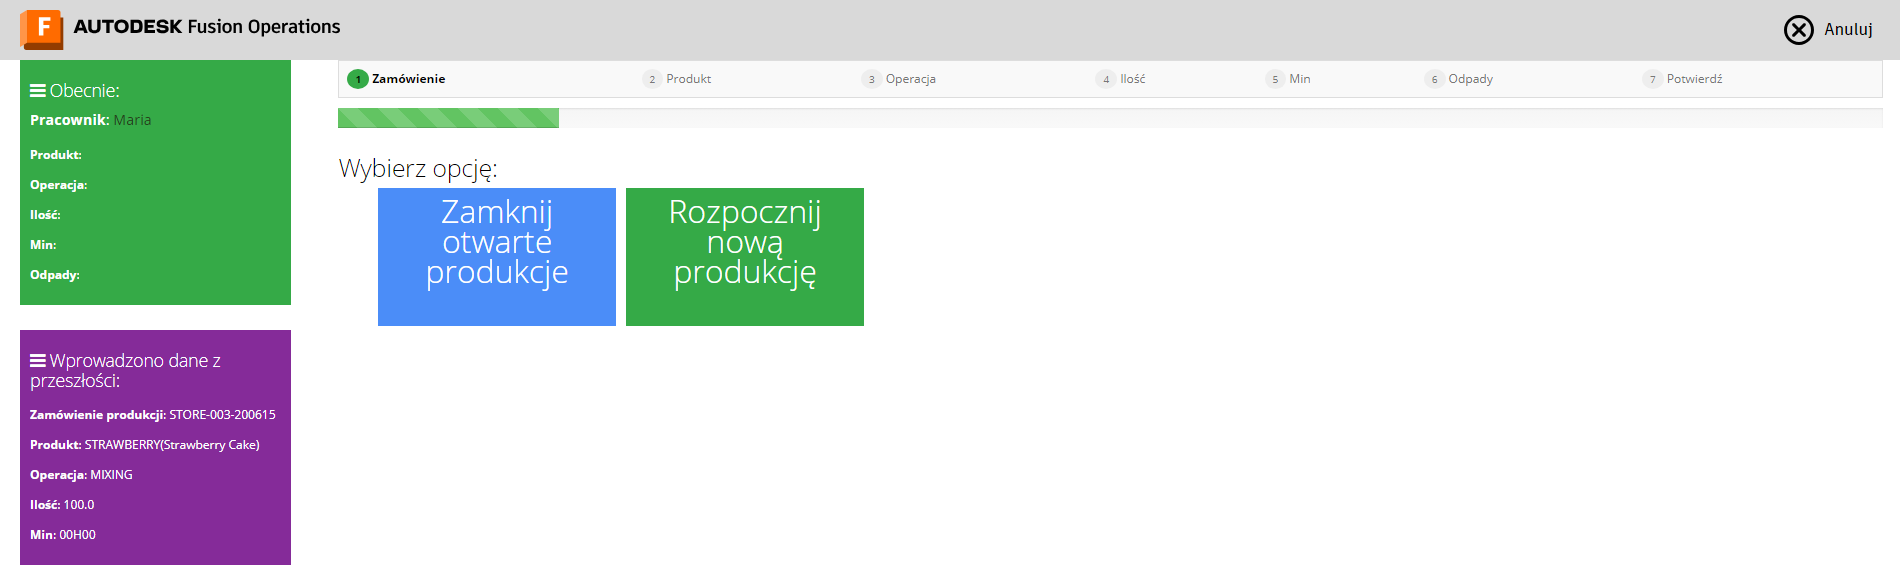 F AUTODESK Fusion Operations
Anuluj
Obecnie:
Pracownik: Maria
Produkt:
Operacja:
Ilość:
Min:
Odpady:
Wprowadzono dane z
przeszłości:
Zamówienie produkcji: STORE-003-200615
Produkt: STRAWBERRY(Strawberry Cake)
Operacja: MIXING
Ilość: 100.0
Min: 00H00
1 Zamówienie 2 Produkt 3 Operacja 4 Ilość 5 Min 6 Odpady 7 Potwierdź
Wybierz opcję:
Zamknij
otwarte
produkcje
Rozpocznij
nową
produkcję